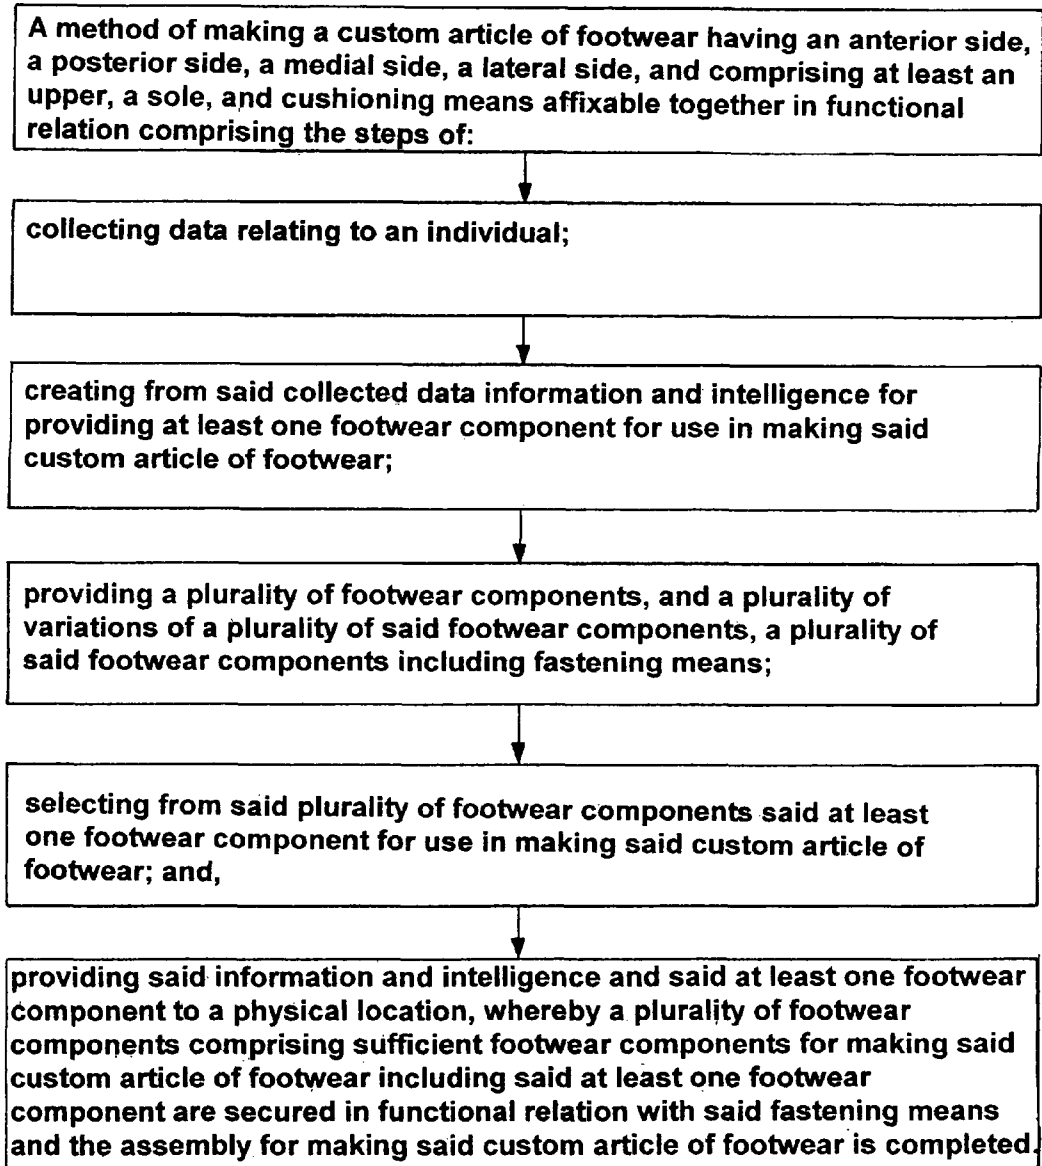 A method of making a custom article of footwear having an anterior side,
a posterior side, a medial side, a lateral side, and comprising at least an
upper, a sole, and cushioning means affixable together in functional
relation comprising the steps of:
collecting data relating to an individual;
creating from said collected data information and intelligence for
providing at least one footwear component for use in making said
custom article of footwear;
providing a plurality of footwear components, and a plurality of
variations of a plurality of said footwear components, a plurality of
said footwear components including fastening means;
selecting from said plurality of footwear components said at least
one footwear component for use in making said custom article of
footwear; and,
providing said information and intelligence and said at least one footwear
component to a physical location, whereby a plurality of footwear
components comprising sufficient footwear components for making said
custom article of footwear including said at least one footwear
component are secured in functional relation with said fastening means
and the assembly for making said custom article of footwear is completed.